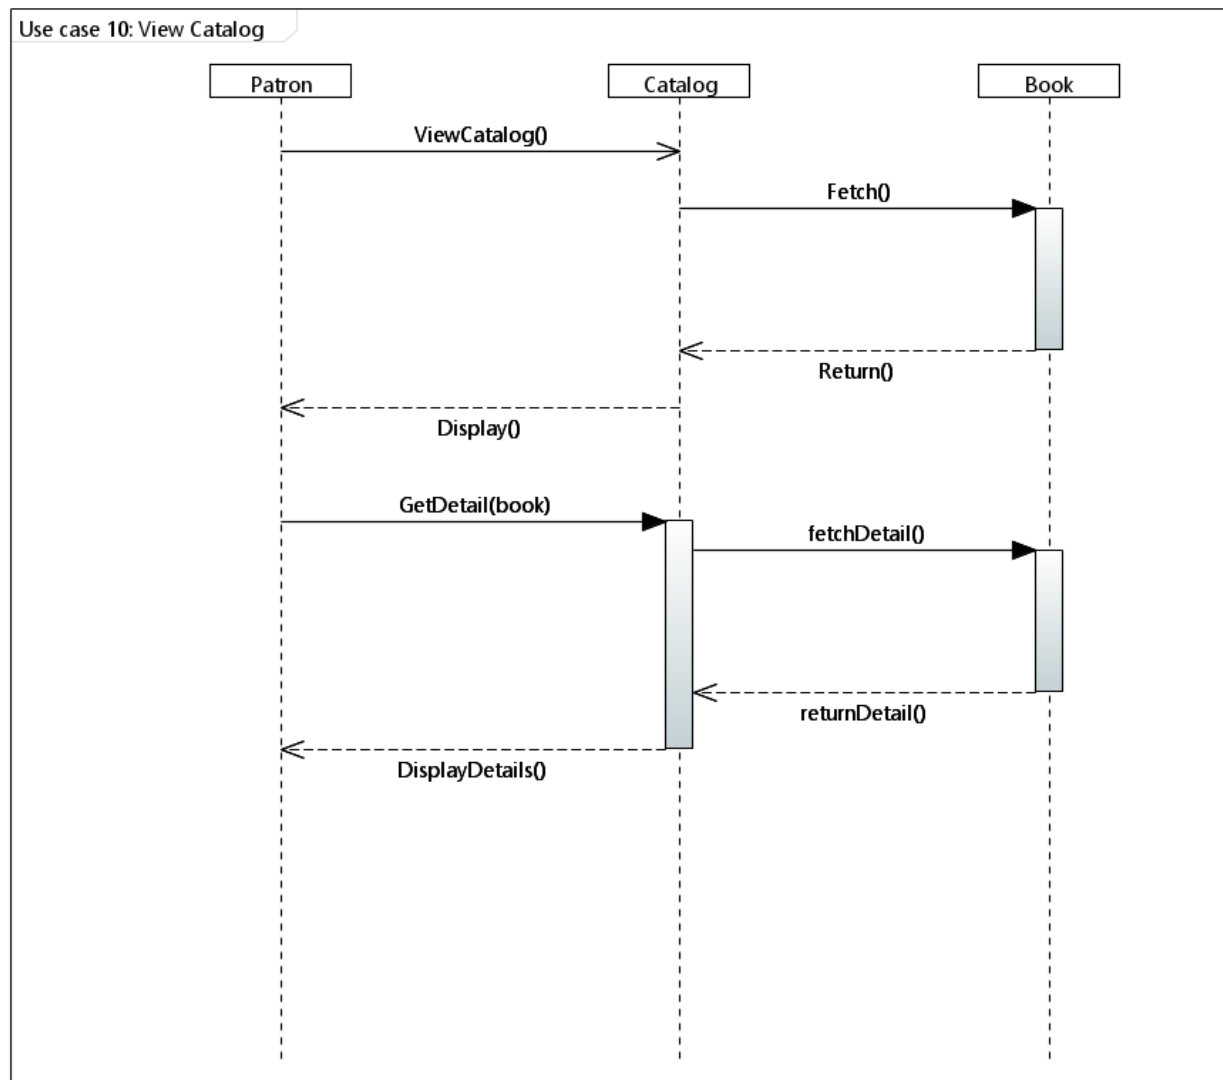 Use case 10: View Catalog
Patron
Catalog
Book
ViewCatalog()
Fetch()
Return()
Display()
GetDetail(book)
fetchDetail()
returnDetail()
DisplayDetails()